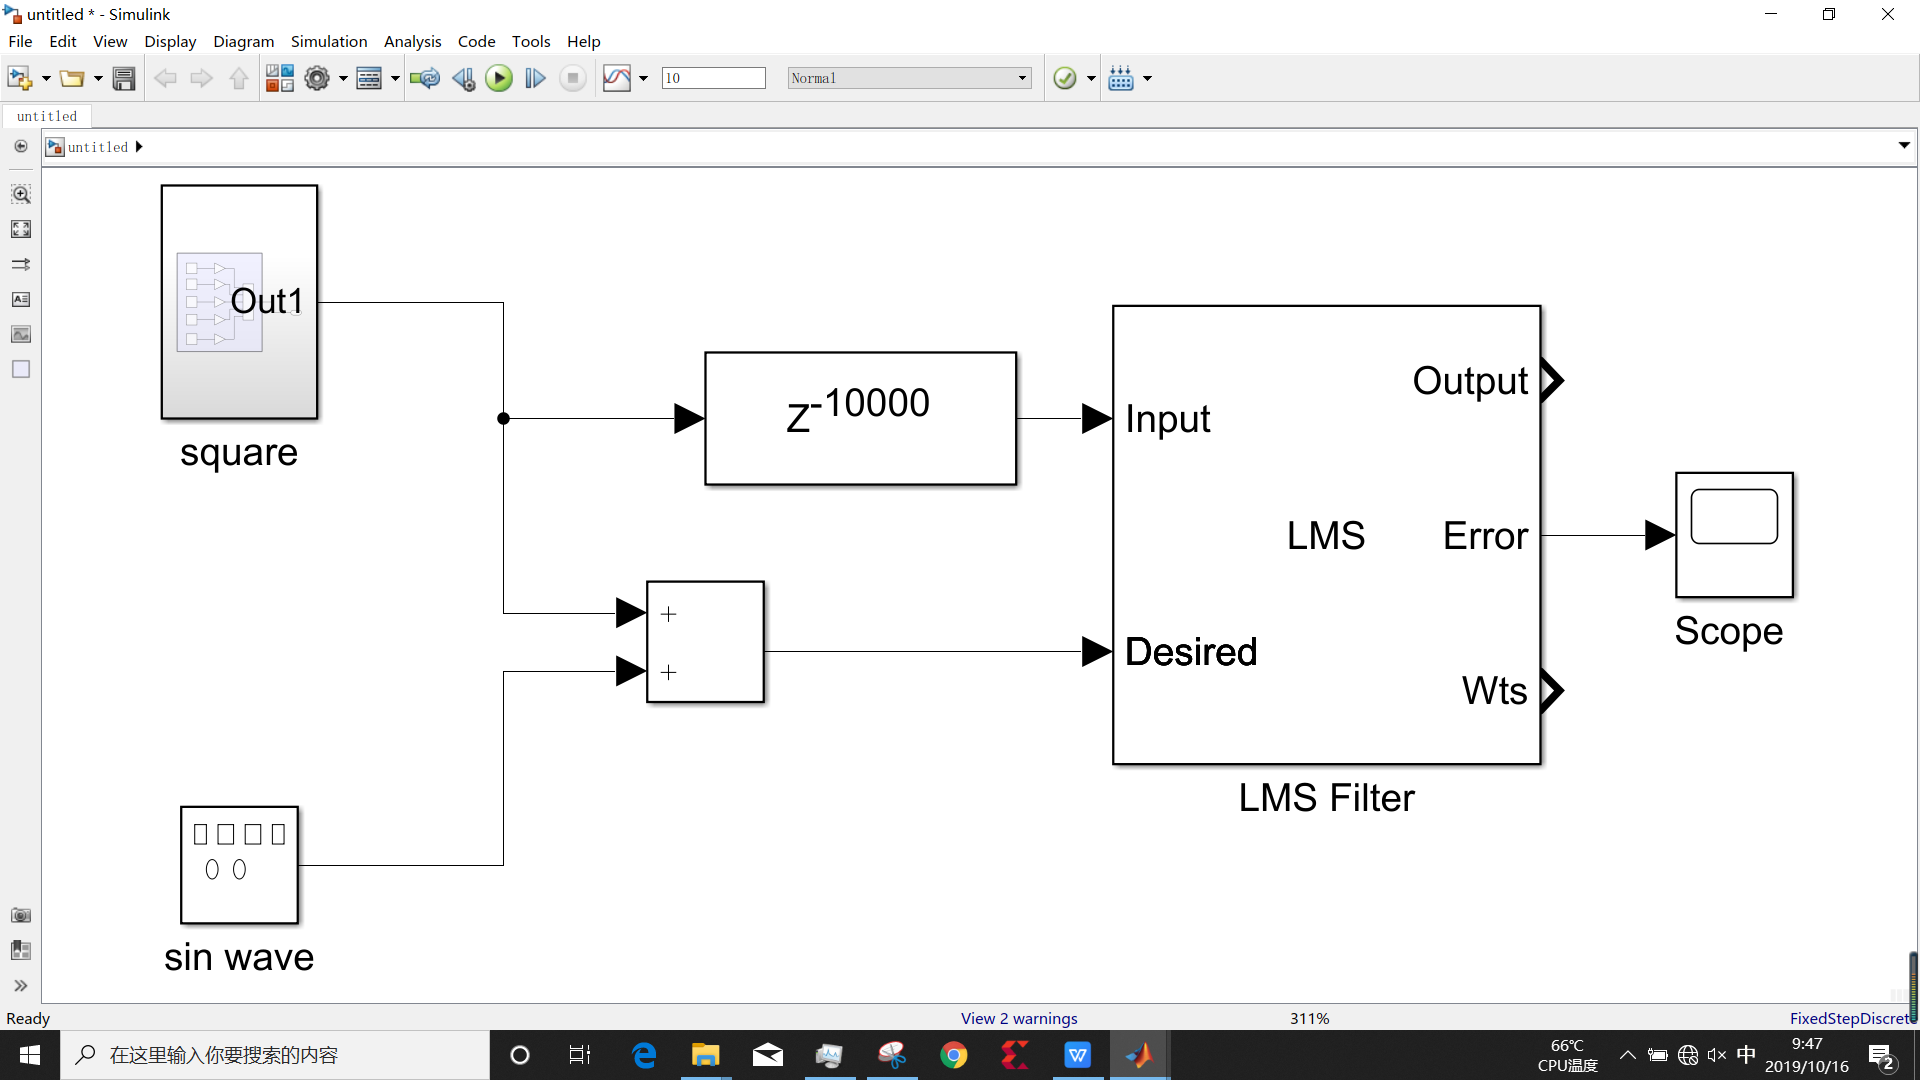 untitled * - Simulink
File Edit View Display Diagram Simulation Analysis Code Tools Help
10 Normal
untitled
untitled
Out1
square
Z-10000
Input
Output
LMS
Error
Desired
Wts
LMS Filter
Scope
+
+
sin wave
Ready
View 2 warnings
311%
FixedStepDiscrete
在这里输入你要搜索的内容
66℃
CPU温度
中
9:47
2019/10/16
2